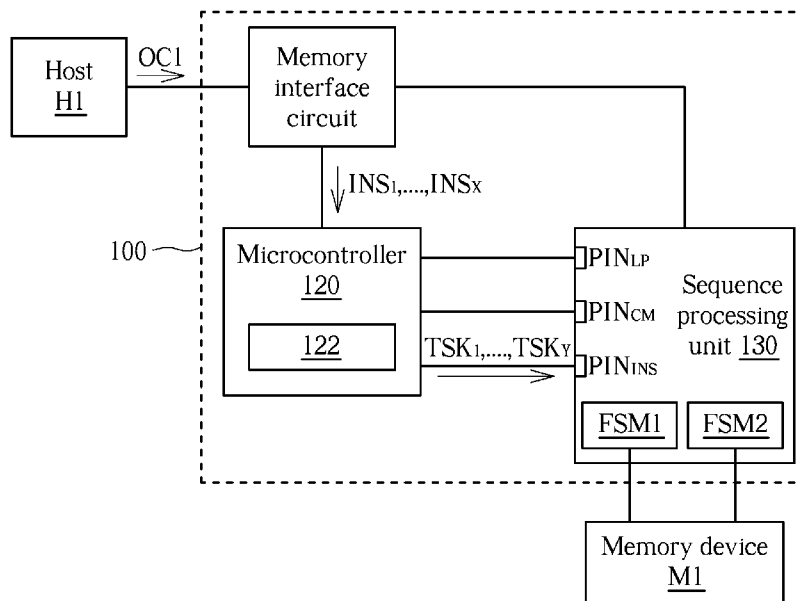 Host
H1
OC1
Memory
interface
circuit
INS1,....,INSX
100
Microcontroller
120
122
TSK1,....,TSKY
PINLP
PINCM
PININS
Sequence
processing
unit 130
FSM1
FSM2
Memory device
M1